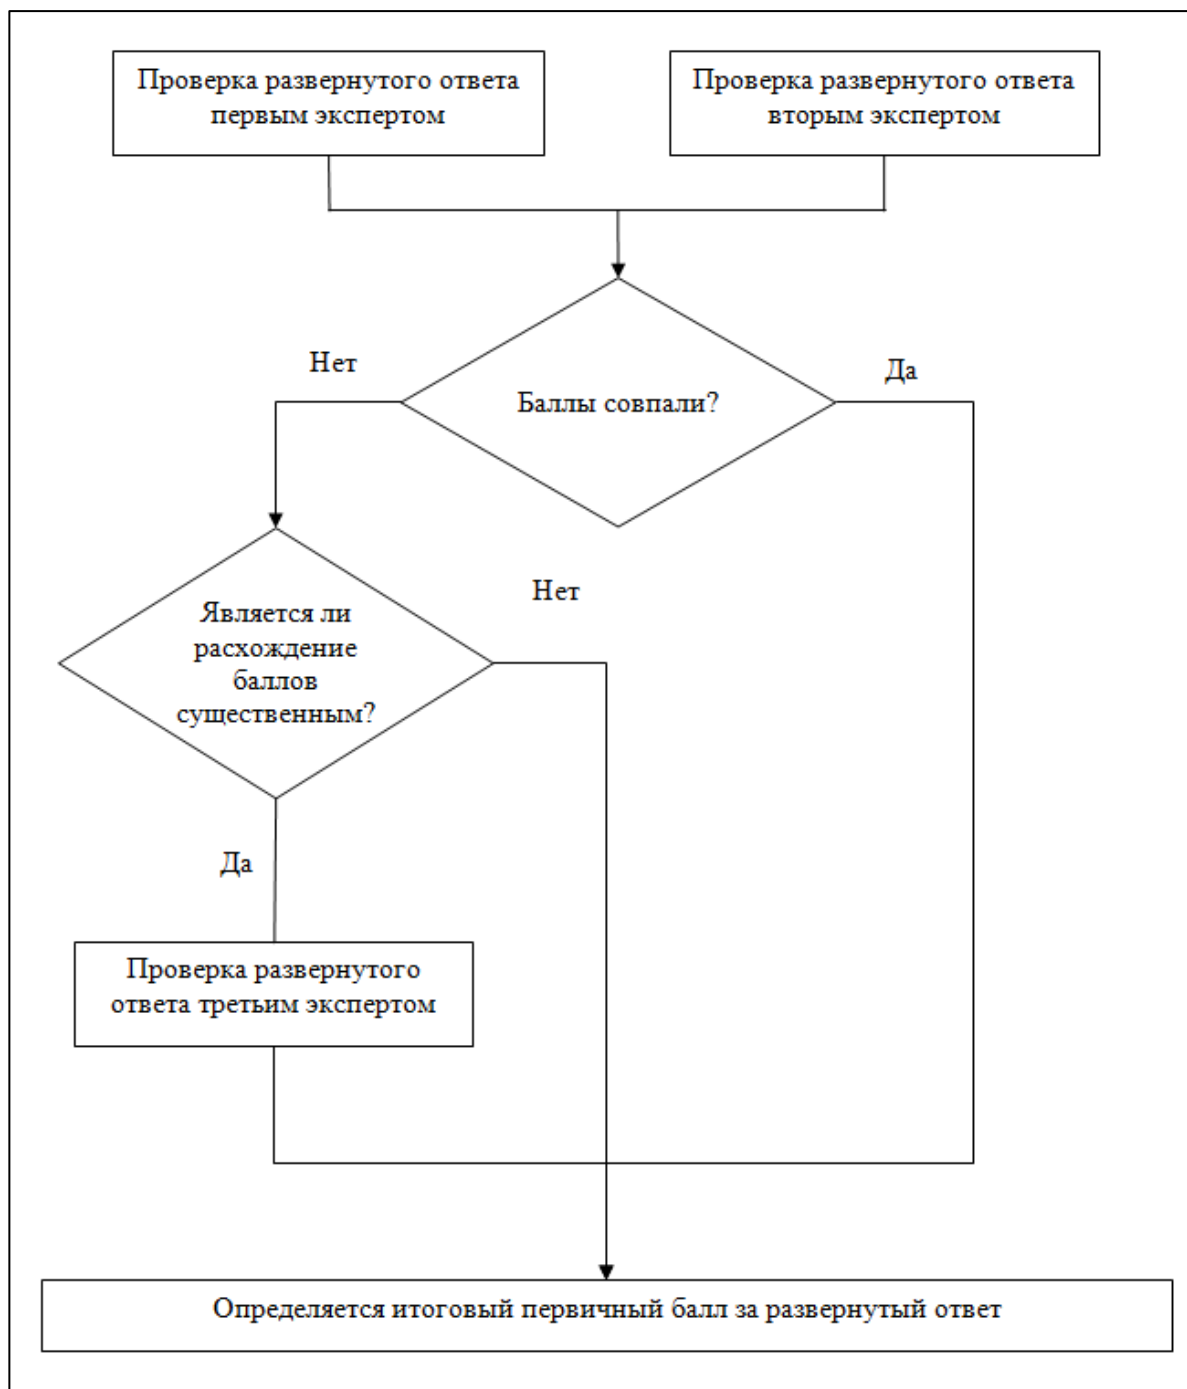 Проверка развернутого ответа
первым экспертом
Проверка развернутого ответа
вторым экспертом
Нет
Да
Баллы совпали?
Нет
Является ли
расхождение
баллов
существенным?
Да
Проверка развернутого
ответа третьим экспертом
Определяется итоговый первичный балл за развернутый ответ